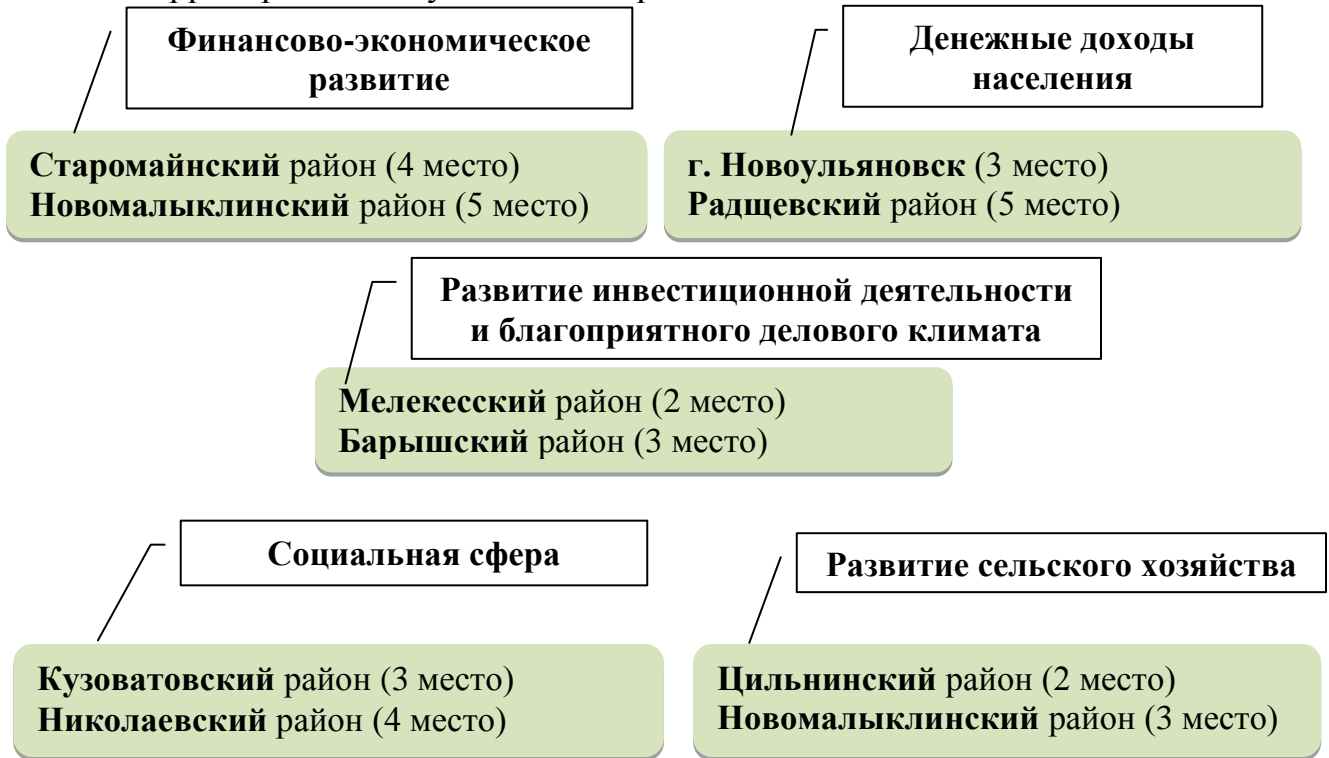 Финансово-экономическое
развитие
Денежные доходы
населения
Старомайнский район (4 место)
Новомалыклинский район (5 место)
г. Новоульяновск (3 место)
Радщевский район (5 место)
Развитие инвестиционной деятельности
и благоприятного делового климата
Мелекесский район (2 место)
Барышский район (3 место)
Социальная сфера
Развитие сельского хозяйства
Кузоватовский район (3 место)
Николаевский район (4 место)
Цильнинский район (2 место)
Новомалыклинский район (3 место)